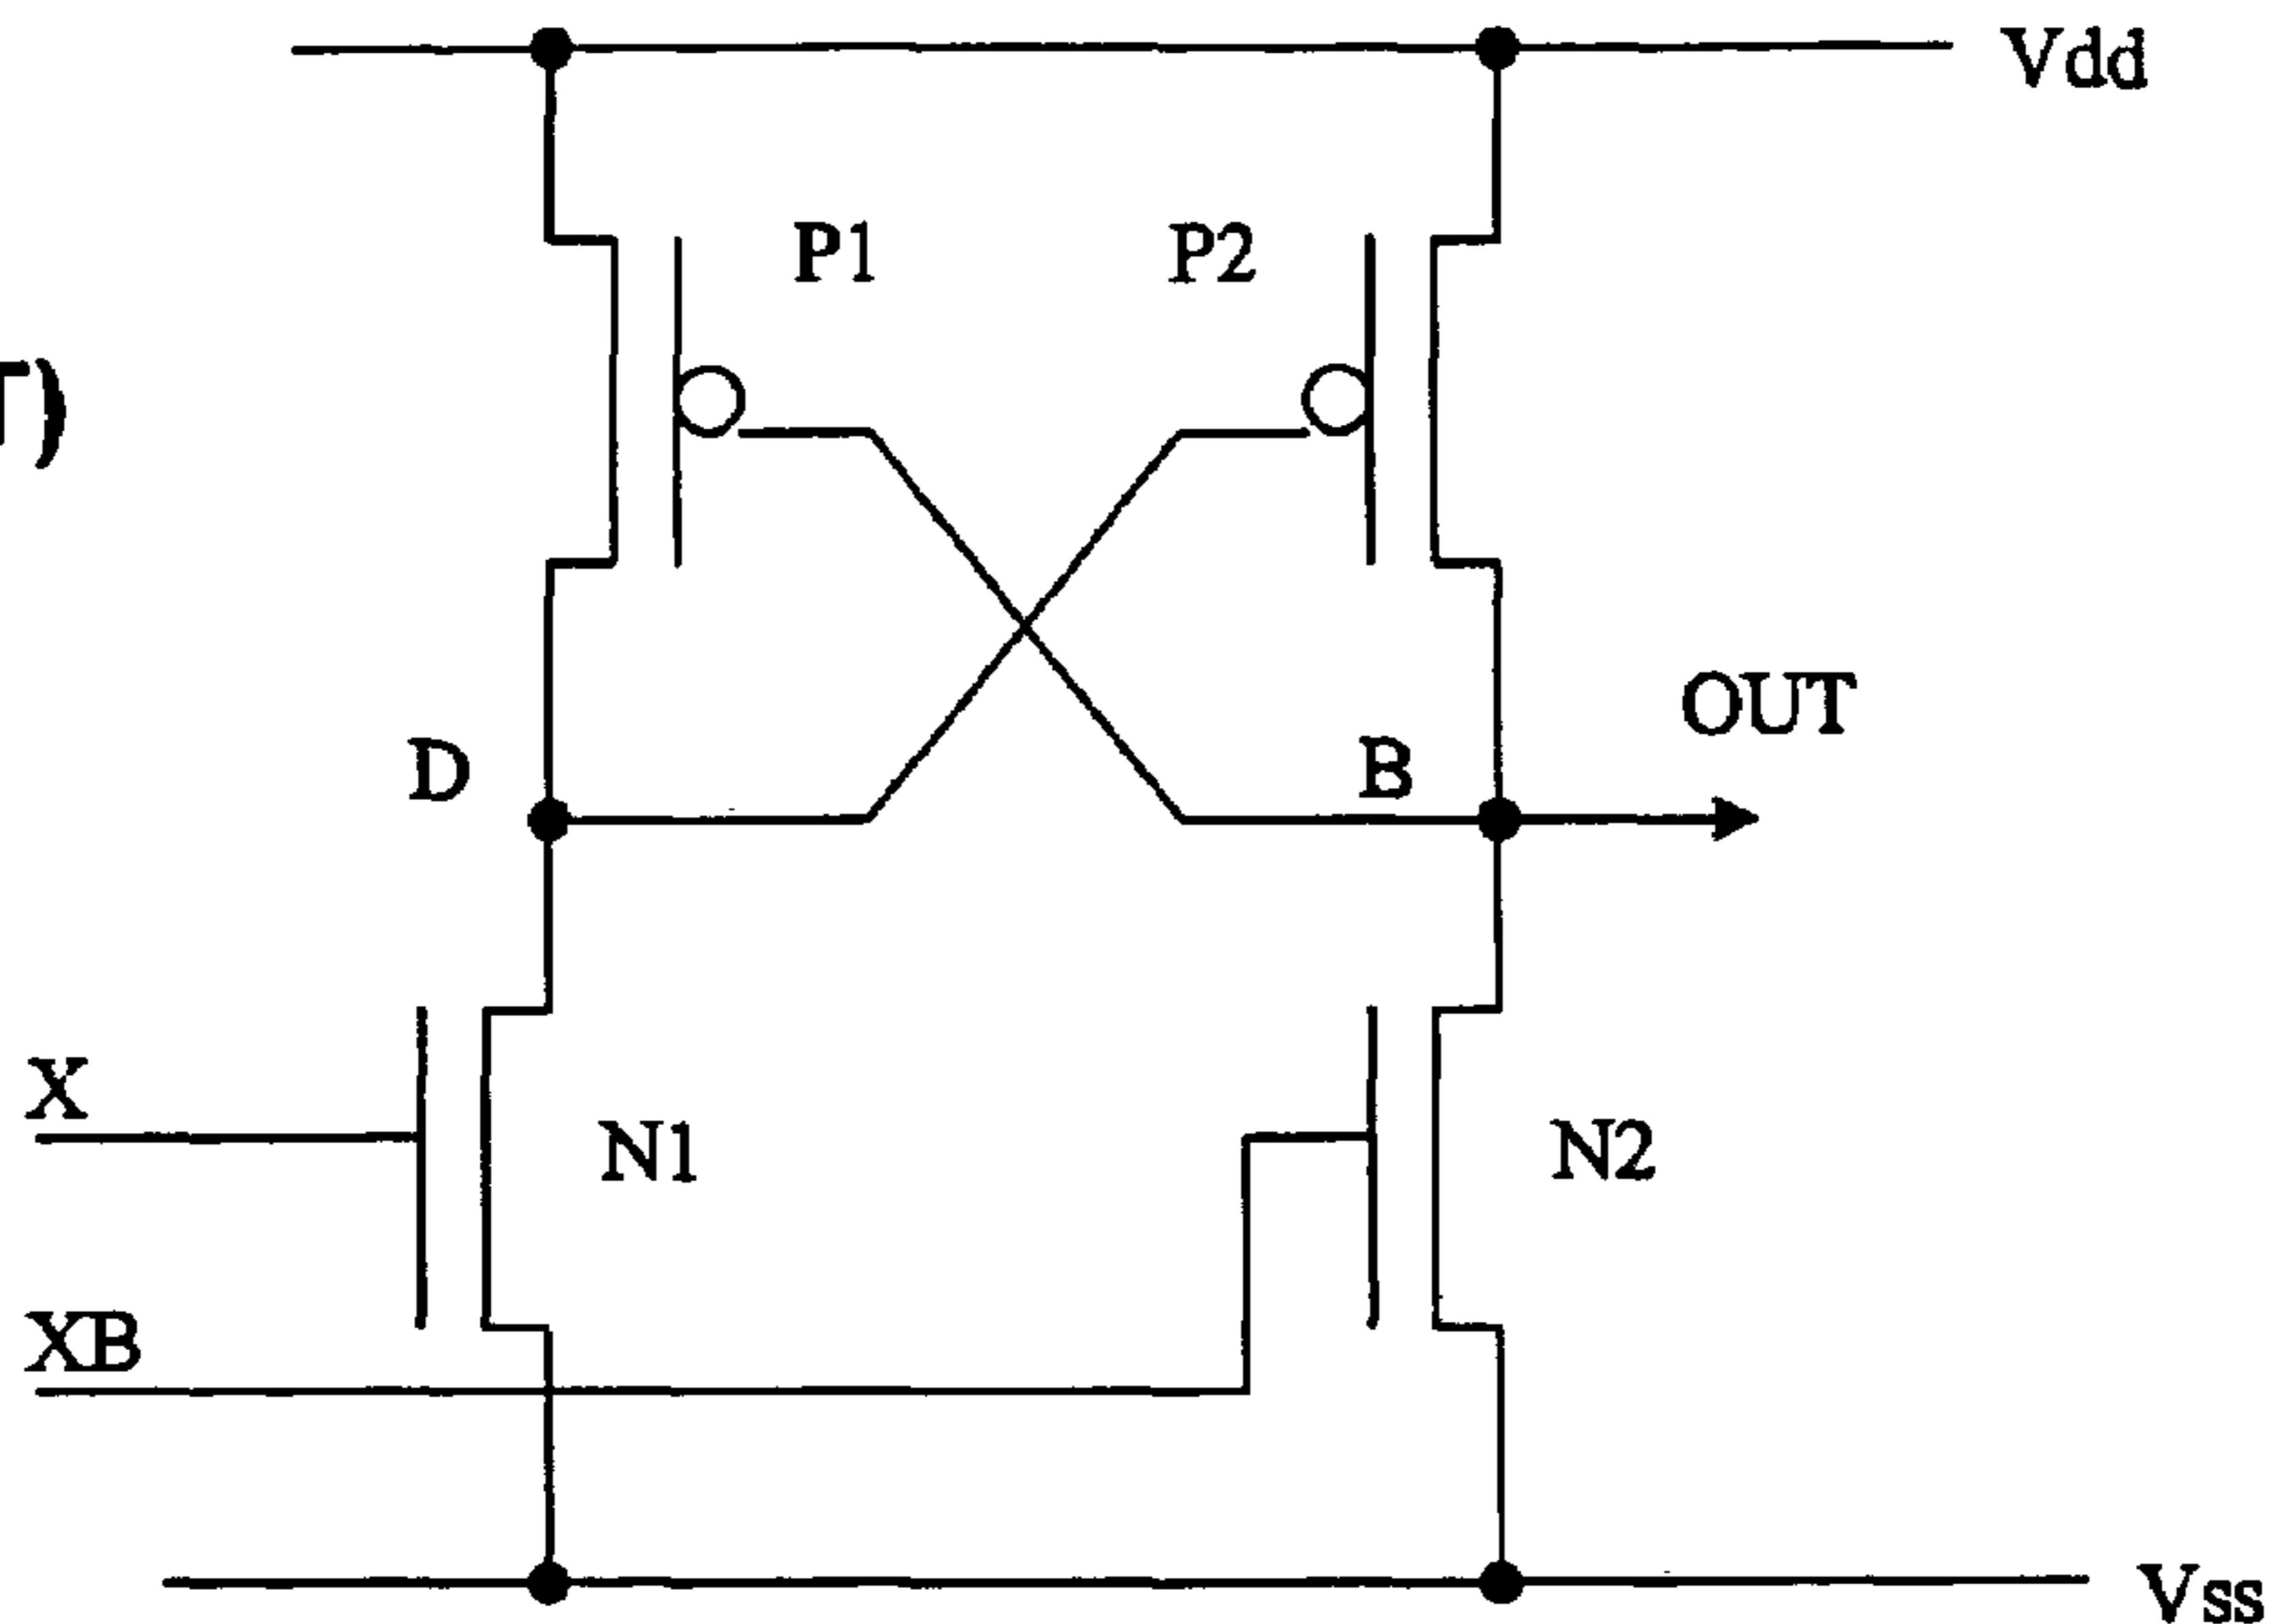 Vdd
P1 P2
T)
OUT
D B
X
N1 N2
XB
Vss